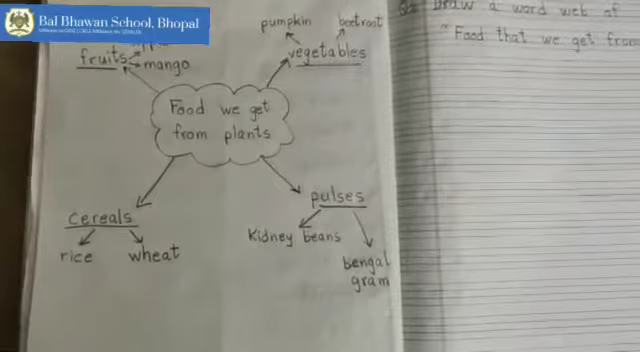 Bal Bhawan School, Bhopal
pumpkin beetroot
fruits
mango
vegetables
Food we get
from plants
cereals
rice wheat
pulses
Kidney beans
bengal
gram
Draw a word web of
"Food that we get from